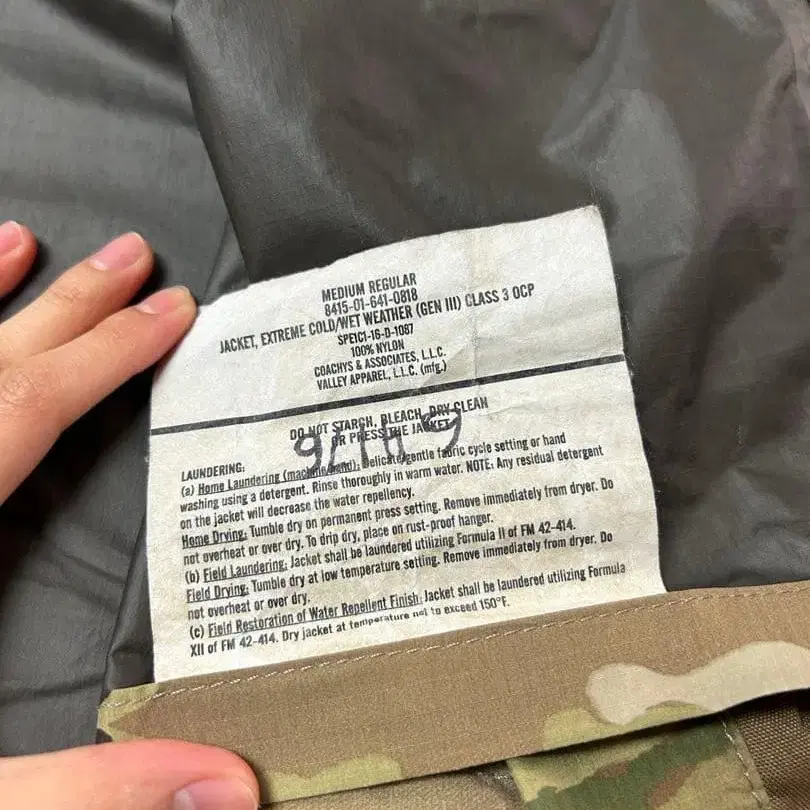 MEDIUM REGULAR
8415-01-641-0818
JACKET, EXTREME COLD/WET WEATHER (GEN III) CLASS 3 OCP
SPE1C1-16-D-1087
100% NYLON
COACHYS & ASSOCIATES, L.L.C.
VALLEY APPAREL, L.L.C. (mfg.)
DO NOT STARCH, BLEACH, DRY CLEAN
OR PRESS THE JACKET
LAUNDERING:
(a) Home Laundering (machine/hand): Delicate/gentle fabric cycle setting or hand
washing using a detergent. Rinse thoroughly in warm water. NOTE: Any residual detergent
on the jacket will decrease the water repellency.
Home Drying: Tumble dry on permanent press setting. Remove immediately from dryer. Do
not overheat or over dry. To drip dry, place on rust-proof hanger.
(b) Field Laundering: Jacket shall be laundered utilizing Formula II of FM 42-414.
Field Drying: Tumble dry at low temperature setting. Remove immediately from dryer. Do
not overheat or over dry.
(c) Field Restoration of Water Repellent Finish: Jacket shall be laundered utilizing Formula
XII of FM 42-414. Dry jacket at temperature not to exceed 150°F.